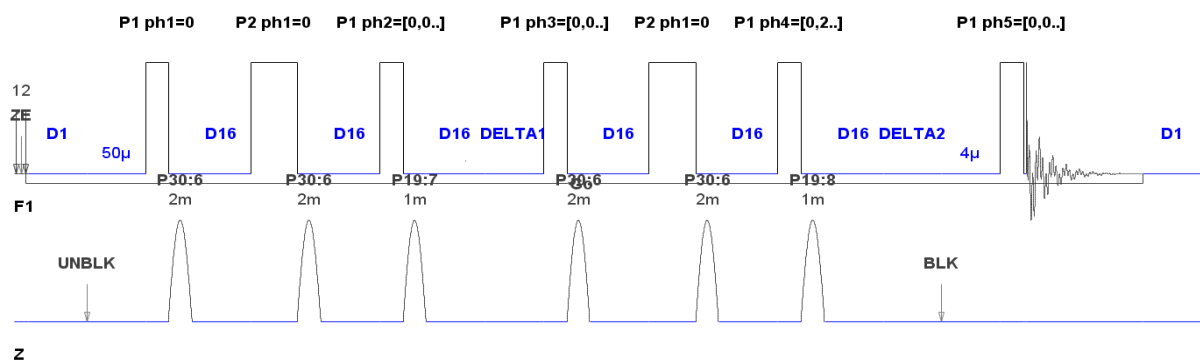 P1 ph1=0 P2 ph1=0 P1 ph2=[0,0..] P1 ph3=[0,0..] P2 ph1=0 P1 ph4=[0,2..] P1 ph5=[0,0..]
12
ZE
D1 D16 D16 D16 DELTA1 D16 D16 D16 DELTA2 D1
50µ 4µ
P30:6 P30:6 P19:7 P30:6 P30:6 P19:8
Go
2m 2m 1m 2m 2m 1m
F1
UNBLK BLK
Z